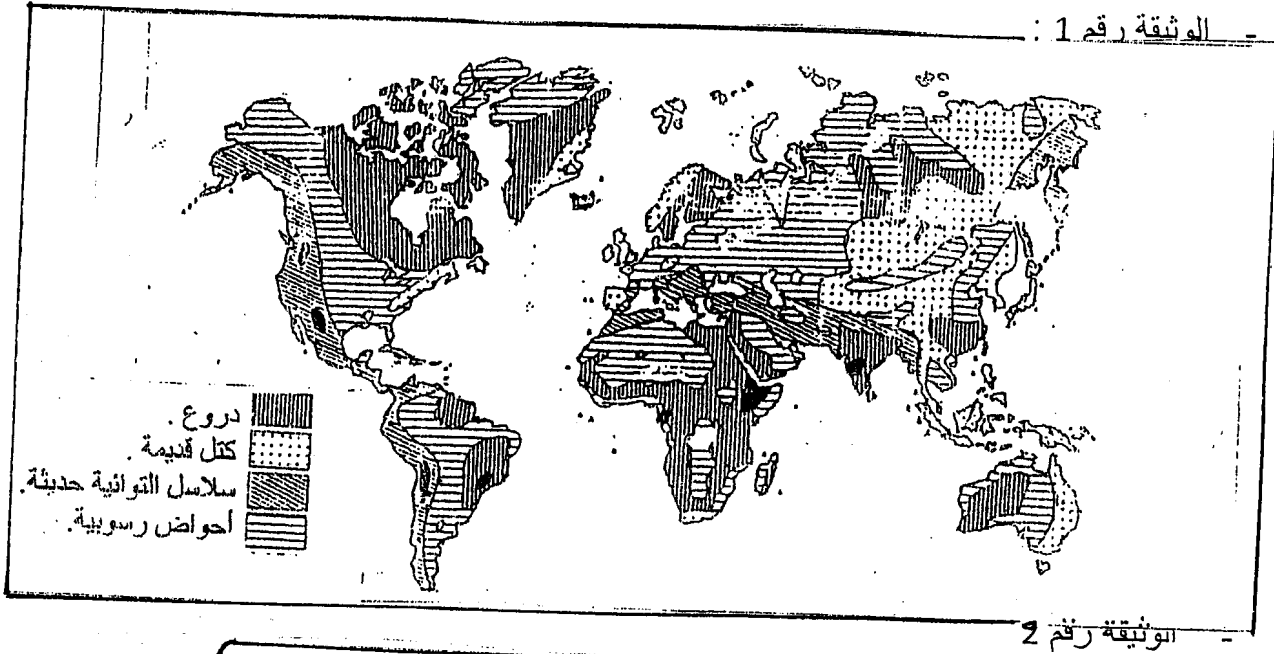 - الوثيقة رقم 1 :
دروع .
كتل قديمة .
سلاسل التوائية حديثة.
أحواض رسوبية.
- الوثيقة رقم 2